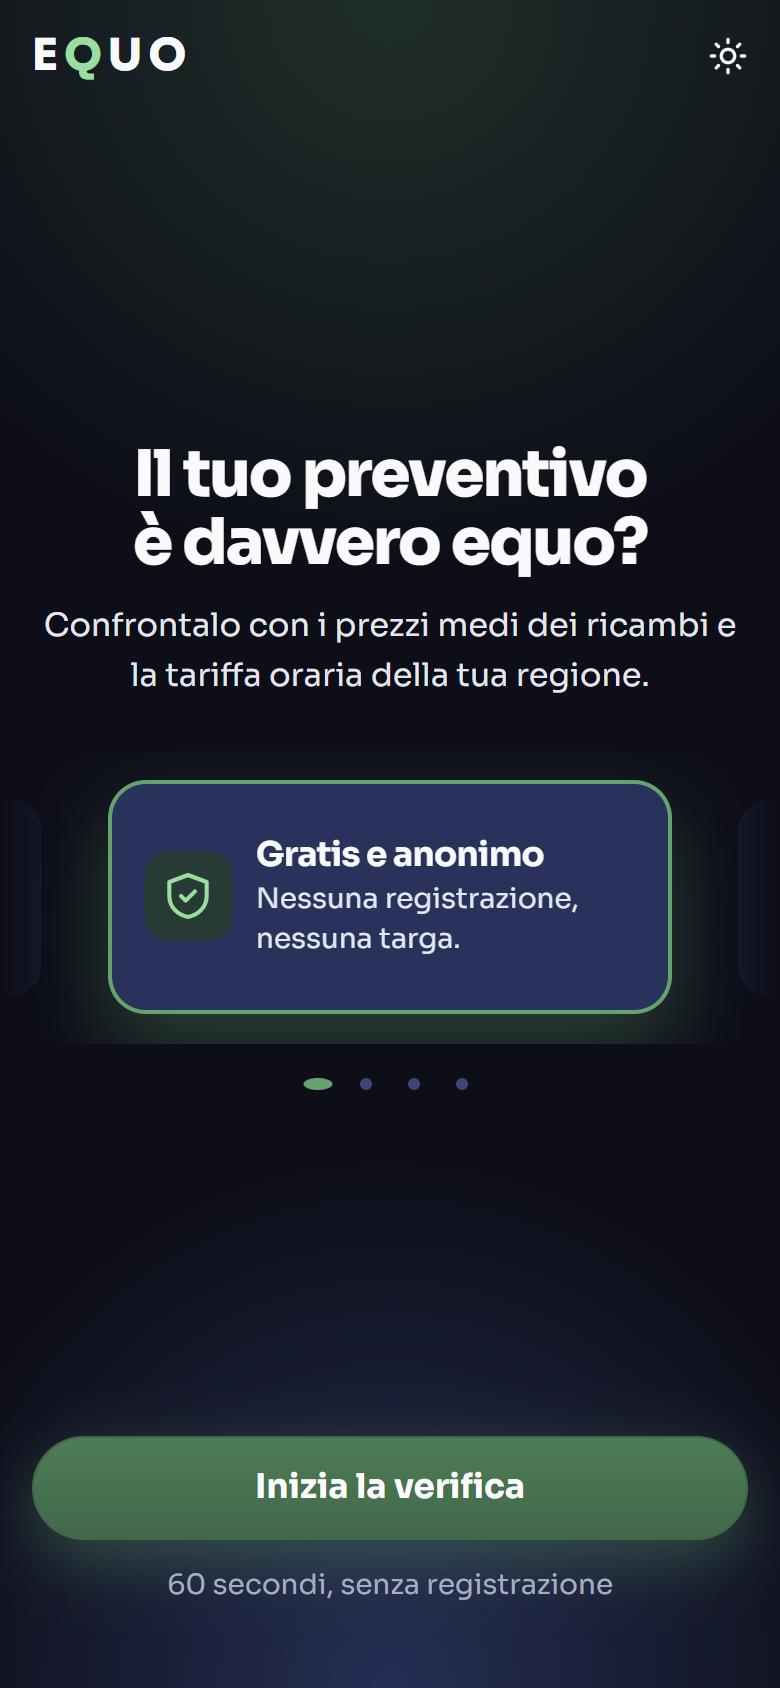 EQUO
Il tuo preventivo
è davvero equo?
Confrontalo con i prezzi medi dei ricambi e
la tariffa oraria della tua regione.
Gratis e anonimo
Nessuna registrazione,
nessuna targa.
Inizia la verifica
60 secondi, senza registrazione